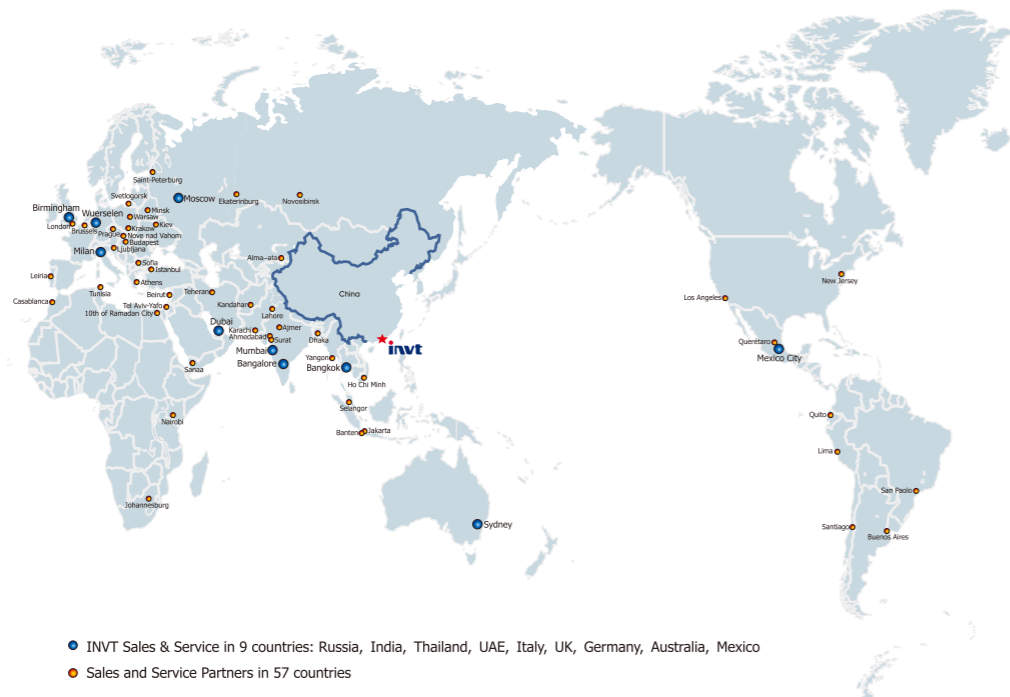 Saint-Peterburg
Svetlogorsk
Moscow
Ekaterinburg
Novosibirsk
Birmingham
Wuerselen
Minsk
Warsaw
London
Brussels
Prague
Krakow
Kiev
Nove nad Vahom
Budapest
Milan
Ljubljana
Sofia
Istanbul
Alma-ata
Leiria
Athens
China
New Jersey
Casablanca
Tunisia
Beirut
Teheran
Los Angeles
Tel Aviv-Yafo
Kandahar
10th of Ramadan City
Lahore
Dubai
Karachi
Ajmer
Ahmedabad
Surat
Dhaka
invt
Querétaro
Mumbai
Yangon
Mexico City
Bangalore
Bangkok
Sanaa
Ho Chi Minh
Selangor
Nairobi
Quito
Banten
Jakarta
Lima
Johannesburg
San Paolo
Sydney
Santiago
Buenos Aires
INVT Sales & Service in 9 countries: Russia, India, Thailand, UAE, Italy, UK, Germany, Australia, Mexico
Sales and Service Partners in 57 countries